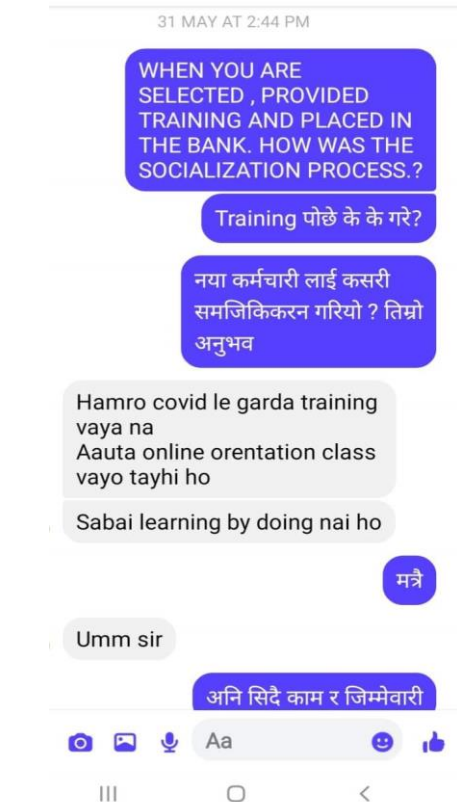 31 MAY AT 2:44 PM
WHEN YOU ARE
SELECTED , PROVIDED
TRAINING AND PLACED IN
THE BANK. HOW WAS THE
SOCIALIZATION PROCESS.?
Training पोछे के के गरे?
नया कर्मचारी लाई कसरी
समजिकिकरन गरियो ? तिम्रो
अनुभव
Hamro covid le garda training
vaya na
Aauta online orentation class
vayo tayhi ho
Sabai learning by doing nai ho
मत्रै
Umm sir
अनि सिदै काम र जिम्मेवारी
Aa